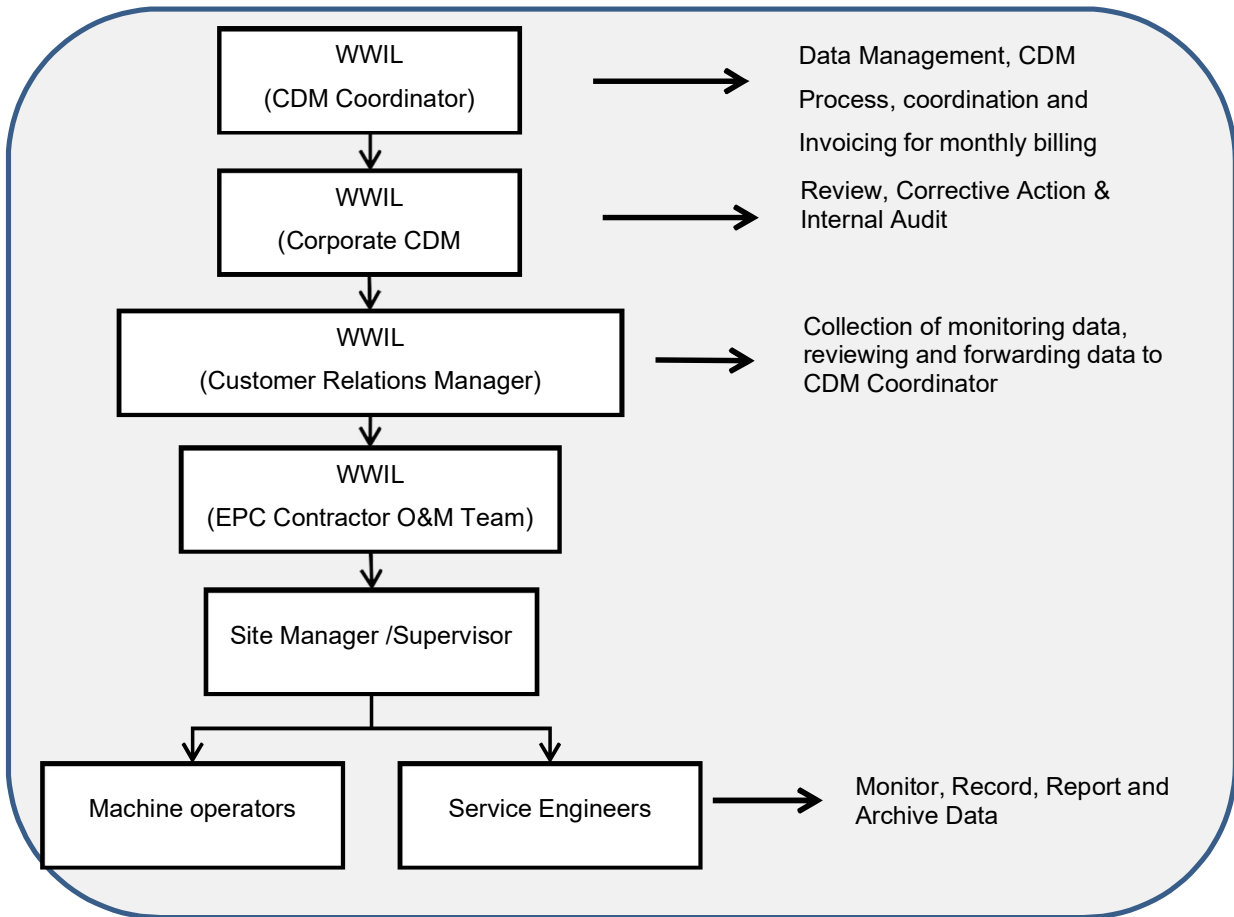 WWIL
(CDM Coordinator)
Data Management, CDM
Process, coordination and
Invoicing for monthly billing
WWIL
(Corporate CDM
Review, Corrective Action &
Internal Audit
WWIL
(Customer Relations Manager)
Collection of monitoring data,
reviewing and forwarding data to
CDM Coordinator
WWIL
(EPC Contractor O&M Team)
Site Manager /Supervisor
Machine operators
Service Engineers
Monitor, Record, Report and
Archive Data